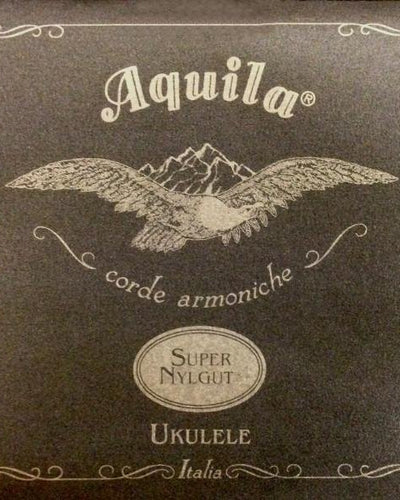 Aquila®
corde armoniche
SUPER
NYLGUT
UKULELE
Italia